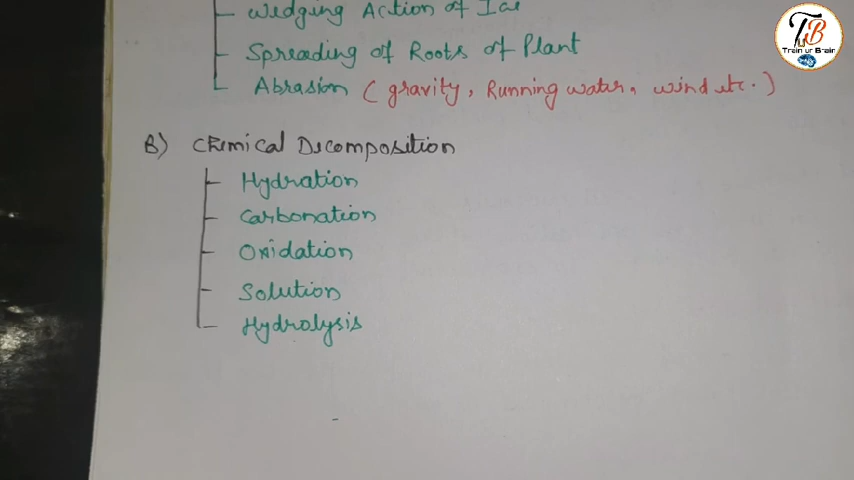 Wedging Action of Ice
Spreading of Roots of Plant
Abrasion (gravity, Running water, wind etc.)
B) Chemical Decomposition
Hydration
Carbonation
Oxidation
Solution
Hydrolysis
TB
Train ur Brain